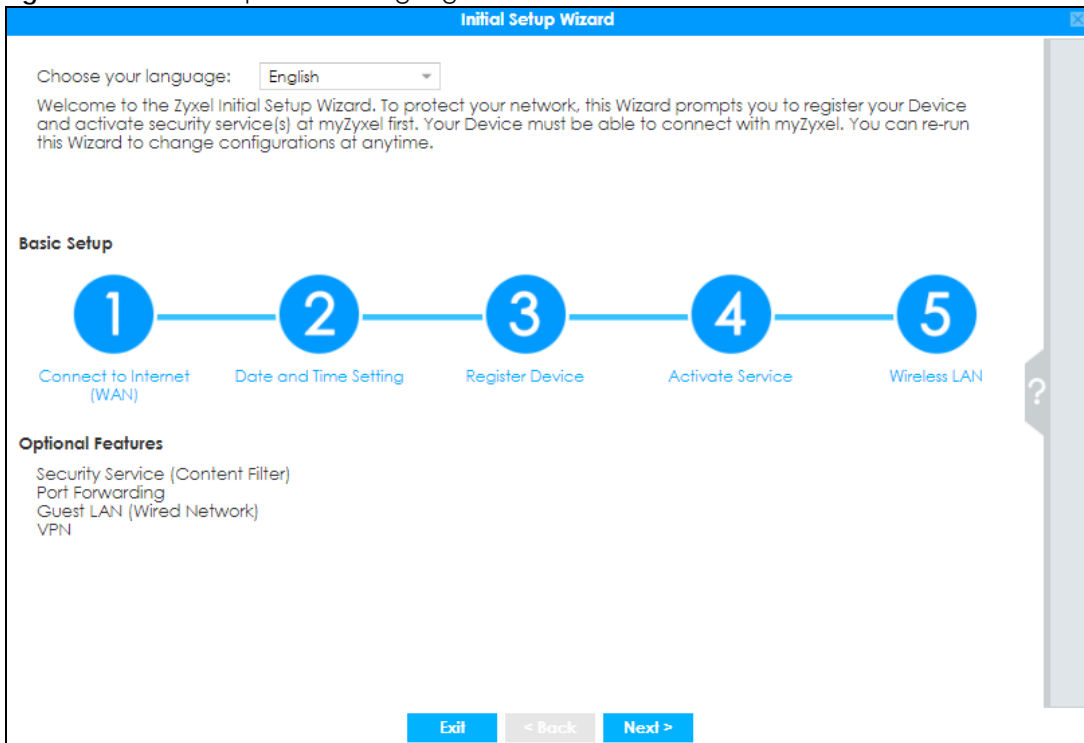 Initial Setup Wizard
Choose your language: English
Welcome to the Zyxel Initial Setup Wizard. To protect your network, this Wizard prompts you to register your Device
and activate security service(s) at myZyxel first. Your Device must be able to connect with myZyxel. You can re-run
this Wizard to change configurations at anytime.
Basic Setup
1 2 3 4 5
Connect to Internet Date and Time Setting Register Device Activate Service Wireless LAN
(WAN)
?
Optional Features
Security Service (Content Filter)
Port Forwarding
Guest LAN (Wired Network)
VPN
Exit < Back Next >